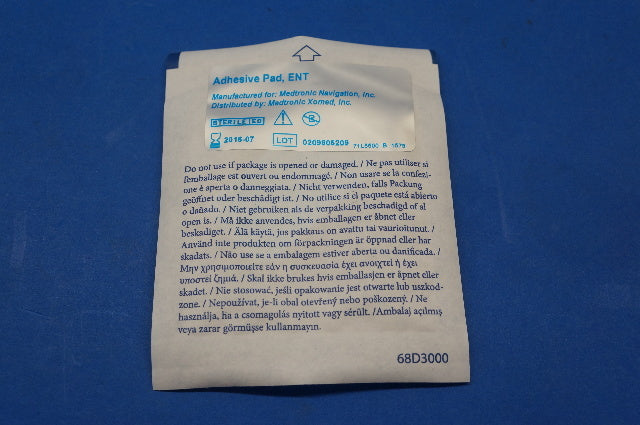 Adhesive Pad, ENT
Manufactured for: Medtronic Navigation, Inc.
Distributed by: Medtronic Xomed, Inc.
STERILE EO
2015-07 LOT 0209605209
Do not use if package is opened or damaged. / Ne pas utiliser si
l'emballage est ouvert ou endommagé. / Non usare se la confezi-
one è aperta o danneggiata. / Nicht verwenden, falls Packung
geöffnet oder beschädigt ist. / No utilice si el paquete está abierto
o dañado. / Niet gebruiken als de verpakking beschadigd of al
open is. / Må ikke anvendes, hvis emballagen er åbnet eller
beskadiget. / Älä käytä, jos pakkaus on avattu tai vaurioitunut. /
Använd inte produkten om förpackningen är öppnad eller har
skadats. / Não use se a embalagem estiver aberta ou danificada. /
Μην χρησιμοποιείτε εάν η συσκευασία έχει ανοιχτεί ή έχει
υποστεί ζημιά. / Skal ikke brukes hvis emballasjen er åpnet eller
skadet. / Nie stosować, jeśli opakowanie jest otwarte lub uszkod-
zone. / Nepoužívat, je-li obal otevřený nebo poškozený. / Ne
használja, ha a csomagolás nyitott vagy sérült. /Ambalaj açılmış
veya zarar görmüşse kullanmayın.
68D3000